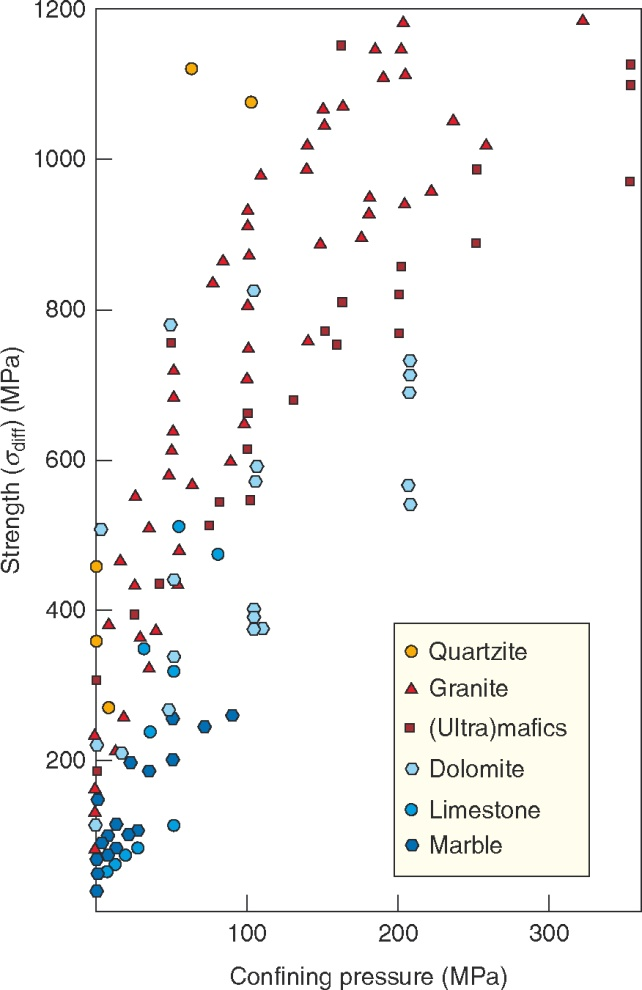 1200
1000
800
600
400
200
Strength (σdiff) (MPa)
Quartzite
Granite
(Ultra)mafics
Dolomite
Limestone
Marble
100
200
300
Confining pressure (MPa)